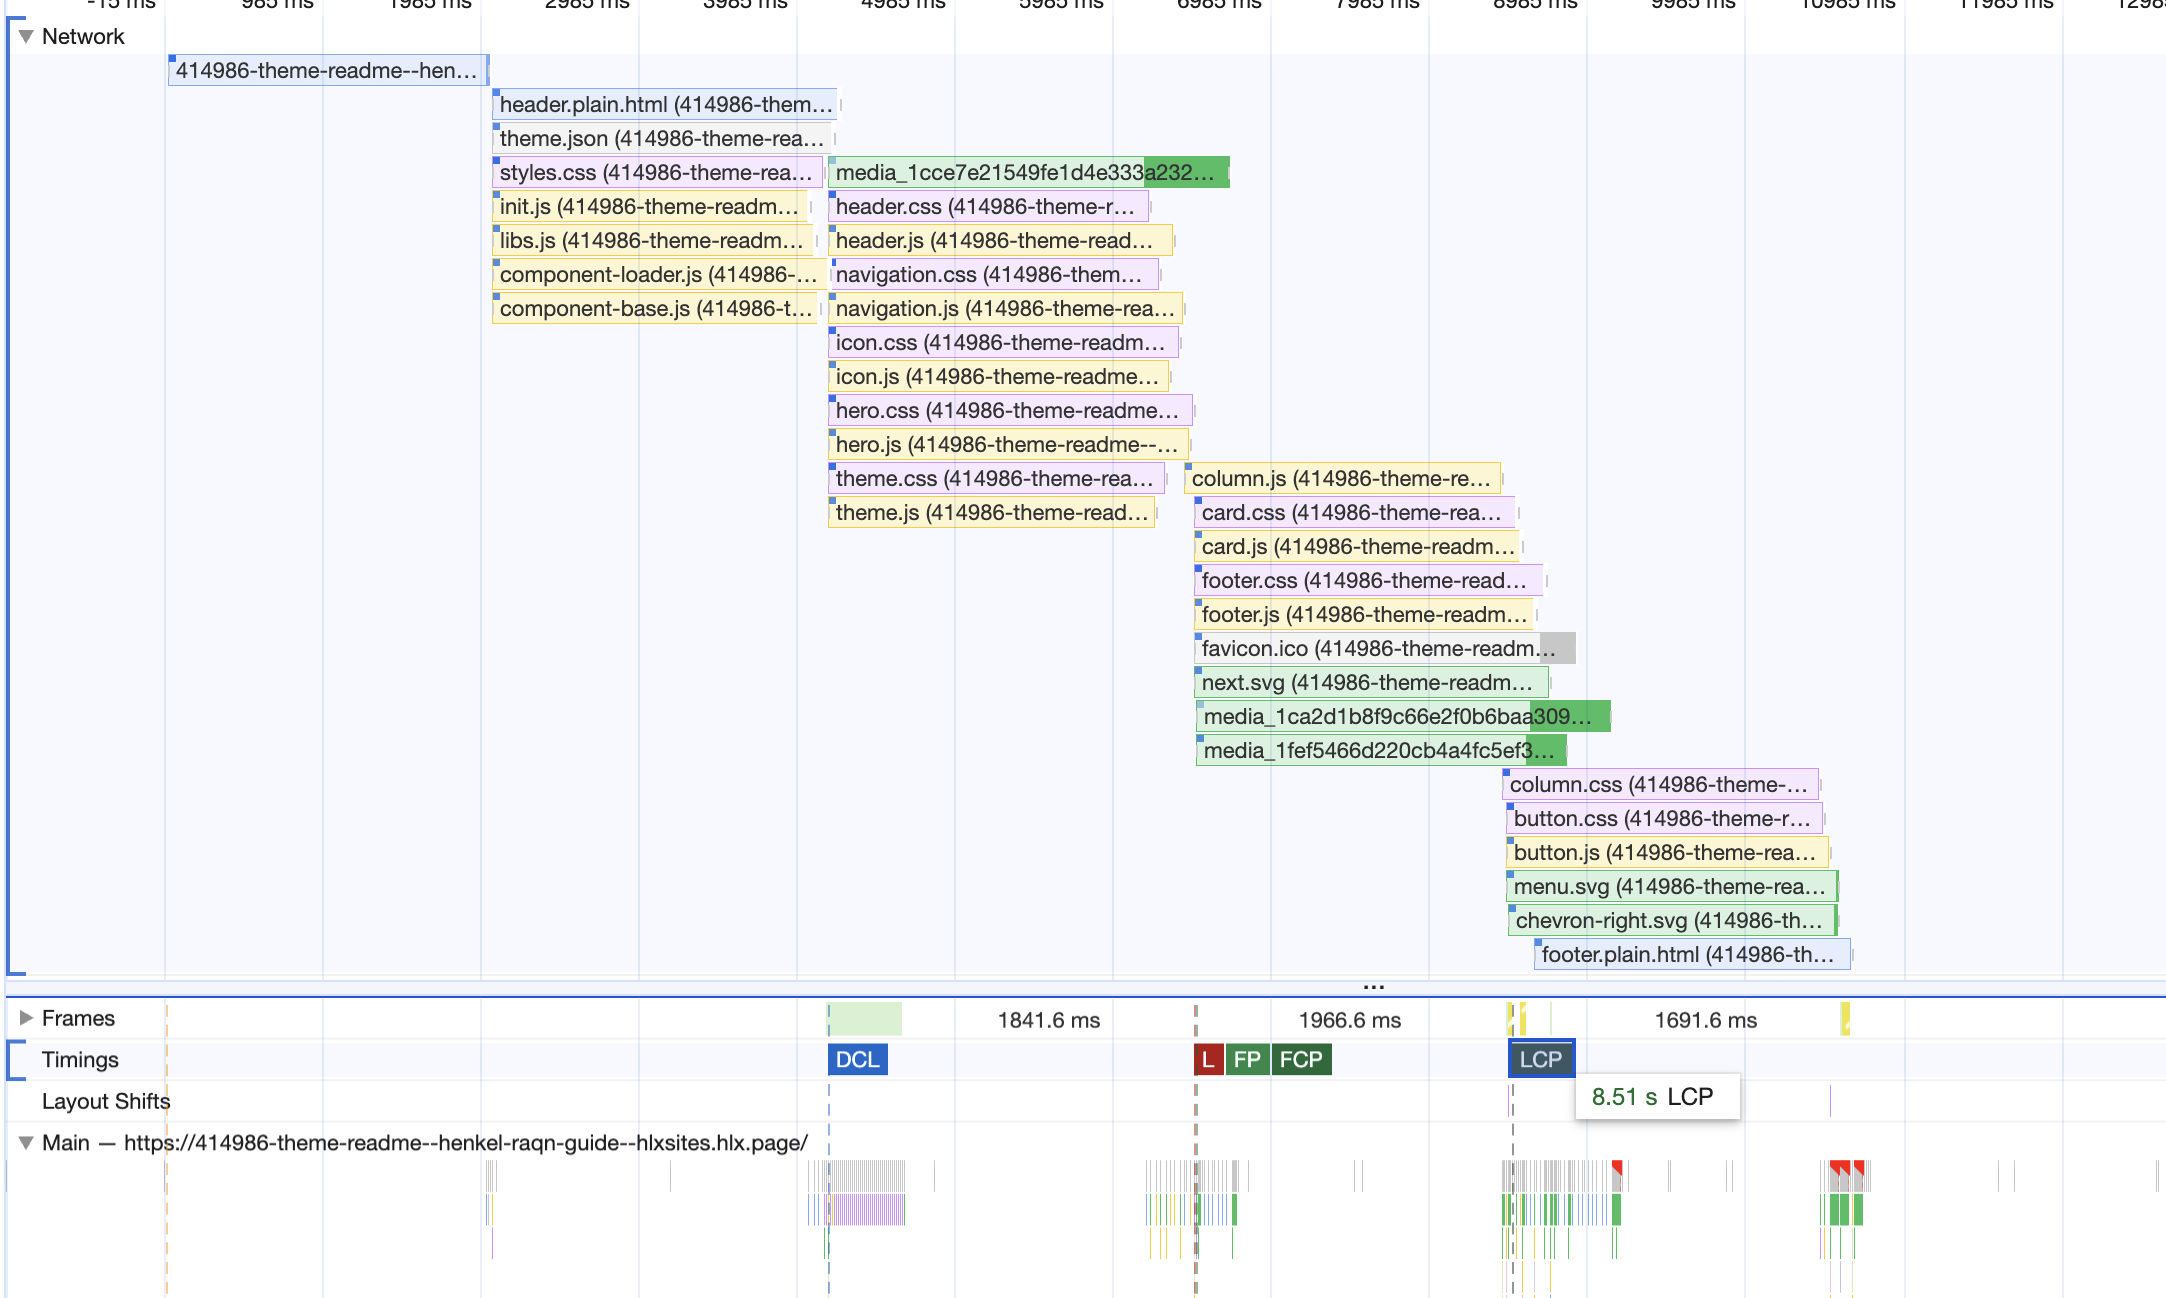 -15 ms 985 ms 1985 ms 2985 ms 3985 ms 4985 ms 5985 ms 6985 ms 7985 ms 8985 ms 9985 ms 10985 ms 11985 ms 1298
Network
414986-theme-readme--hen…
header.plain.html (414986-them…
theme.json (414986-theme-rea…
styles.css (414986-theme-rea… media_1cce7e21549fe1d4e333a232…
init.js (414986-theme-readm… header.css (414986-theme-r…
libs.js (414986-theme-readm… header.js (414986-theme-read…
component-loader.js (414986-… navigation.css (414986-them…
component-base.js (414986-t… navigation.js (414986-theme-rea…
icon.css (414986-theme-readm…
icon.js (414986-theme-readme…
hero.css (414986-theme-readme…
hero.js (414986-theme-readme--…
theme.css (414986-theme-rea… column.js (414986-theme-re…
theme.js (414986-theme-read… card.css (414986-theme-rea…
card.js (414986-theme-readm…
footer.css (414986-theme-read…
footer.js (414986-theme-readm…
favicon.ico (414986-theme-readm…
next.svg (414986-theme-readm…
media_1ca2d1b8f9c66e2f0b6baa309…
media_1fef5466d220cb4a4fc5ef3…
column.css (414986-theme-…
button.css (414986-theme-r…
button.js (414986-theme-rea…
menu.svg (414986-theme-rea…
chevron-right.svg (414986-th…
footer.plain.html (414986-th…
…
Frames 1841.6 ms 1966.6 ms 1691.6 ms
Timings DCL L FP FCP LCP
8.51 s LCP
Layout Shifts
Main — https://414986-theme-readme--henkel-raqn-guide--hlxsites.hlx.page/